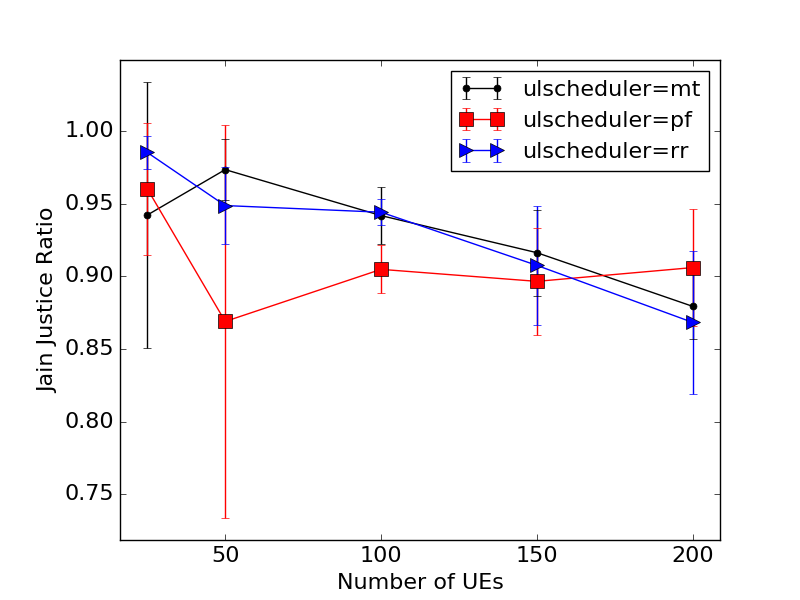 ulscheduler=mt
ulscheduler=pf
ulscheduler=rr
1.00
0.95
0.90
0.85
0.80
0.75
Jain Justice Ratio
50 100 150 200
Number of UEs